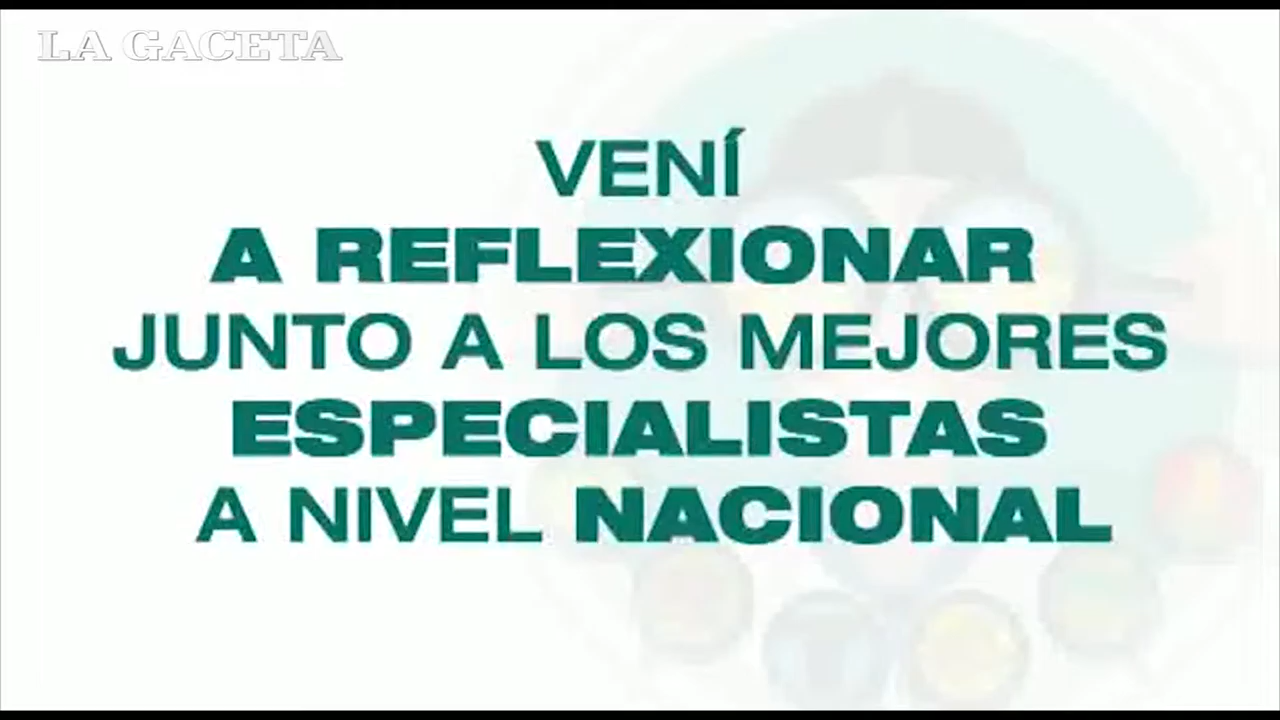 LA GACETA
VENÍ
A REFLEXIONAR
JUNTO A LOS MEJORES
ESPECIALISTAS
A NIVEL NACIONAL